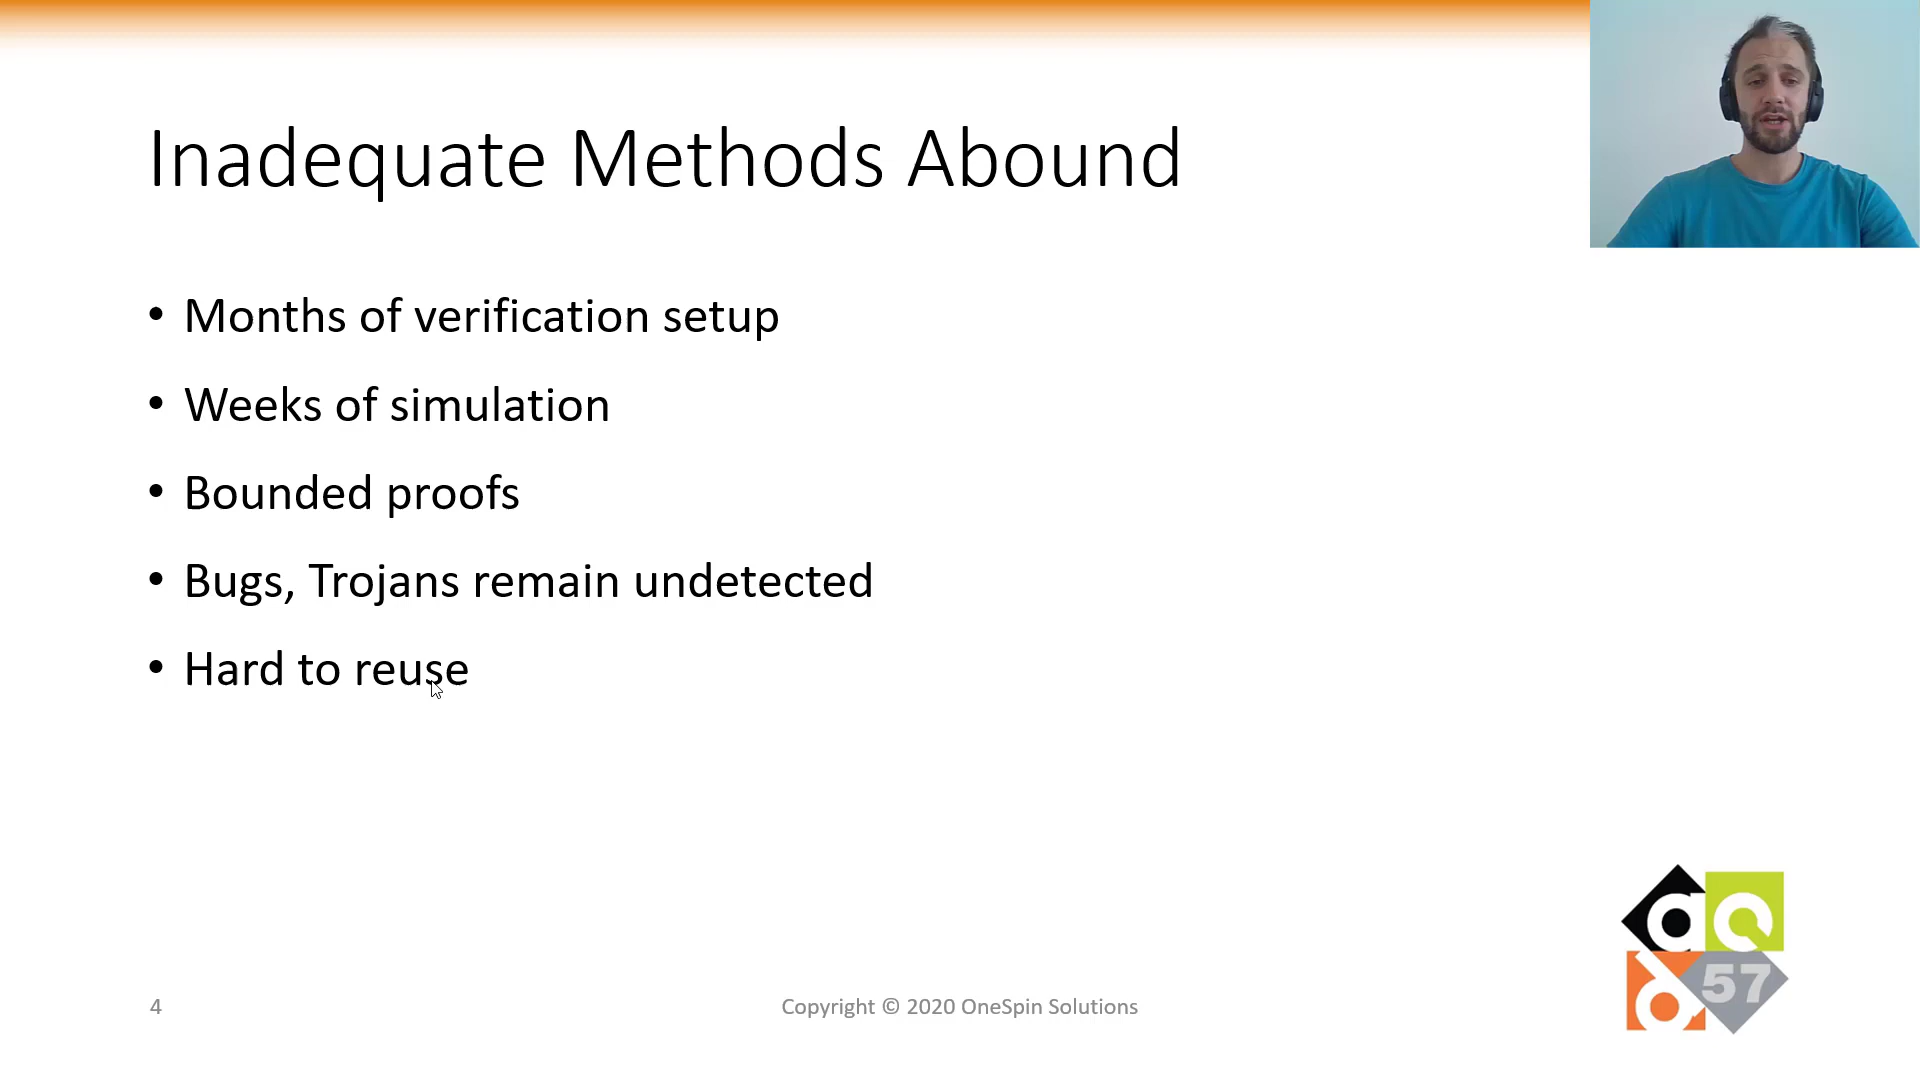 Inadequate Methods Abound
• Months of verification setup
• Weeks of simulation
• Bounded proofs
• Bugs, Trojans remain undetected
• Hard to reuse
4
Copyright © 2020 OneSpin Solutions
57